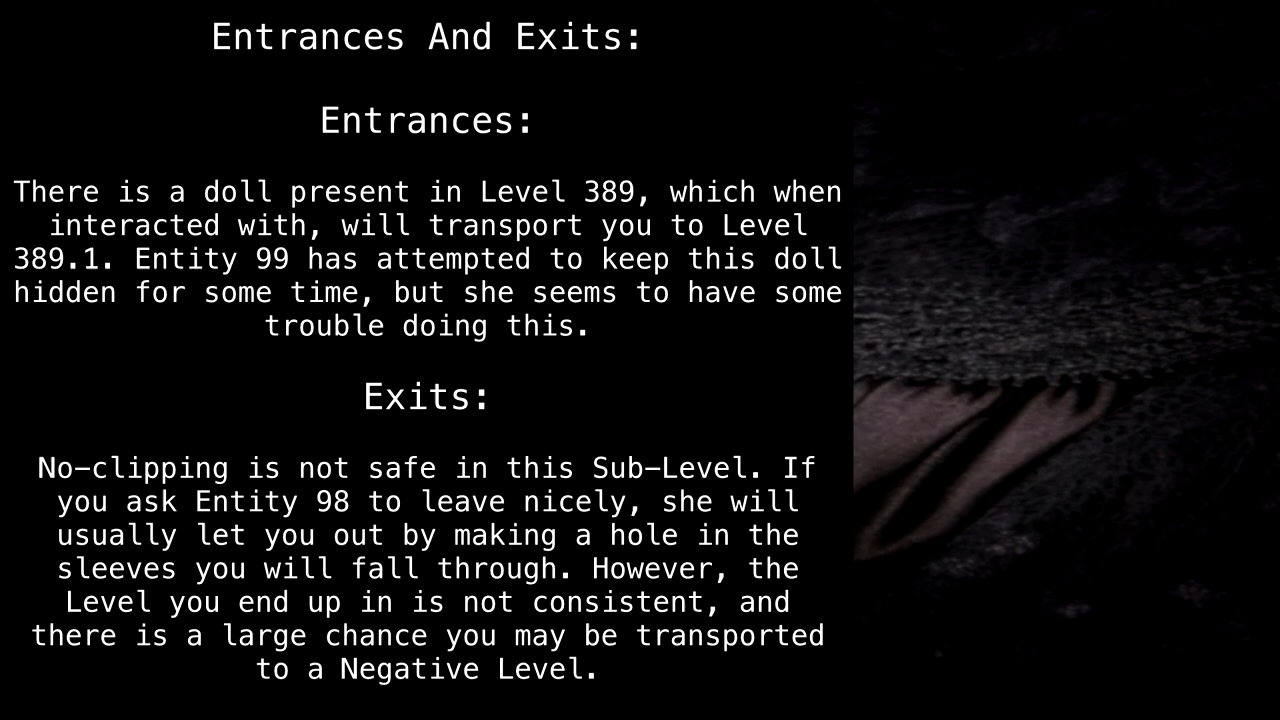 Entrances And Exits:
Entrances:
There is a doll present in Level 389, which when
interacted with, will transport you to Level
389.1. Entity 99 has attempted to keep this doll
hidden for some time, but she seems to have some
trouble doing this.
Exits:
No-clipping is not safe in this Sub-Level. If
you ask Entity 98 to leave nicely, she will
usually let you out by making a hole in the
sleeves you will fall through. However, the
Level you end up in is not consistent, and
there is a large chance you may be transported
to a Negative Level.